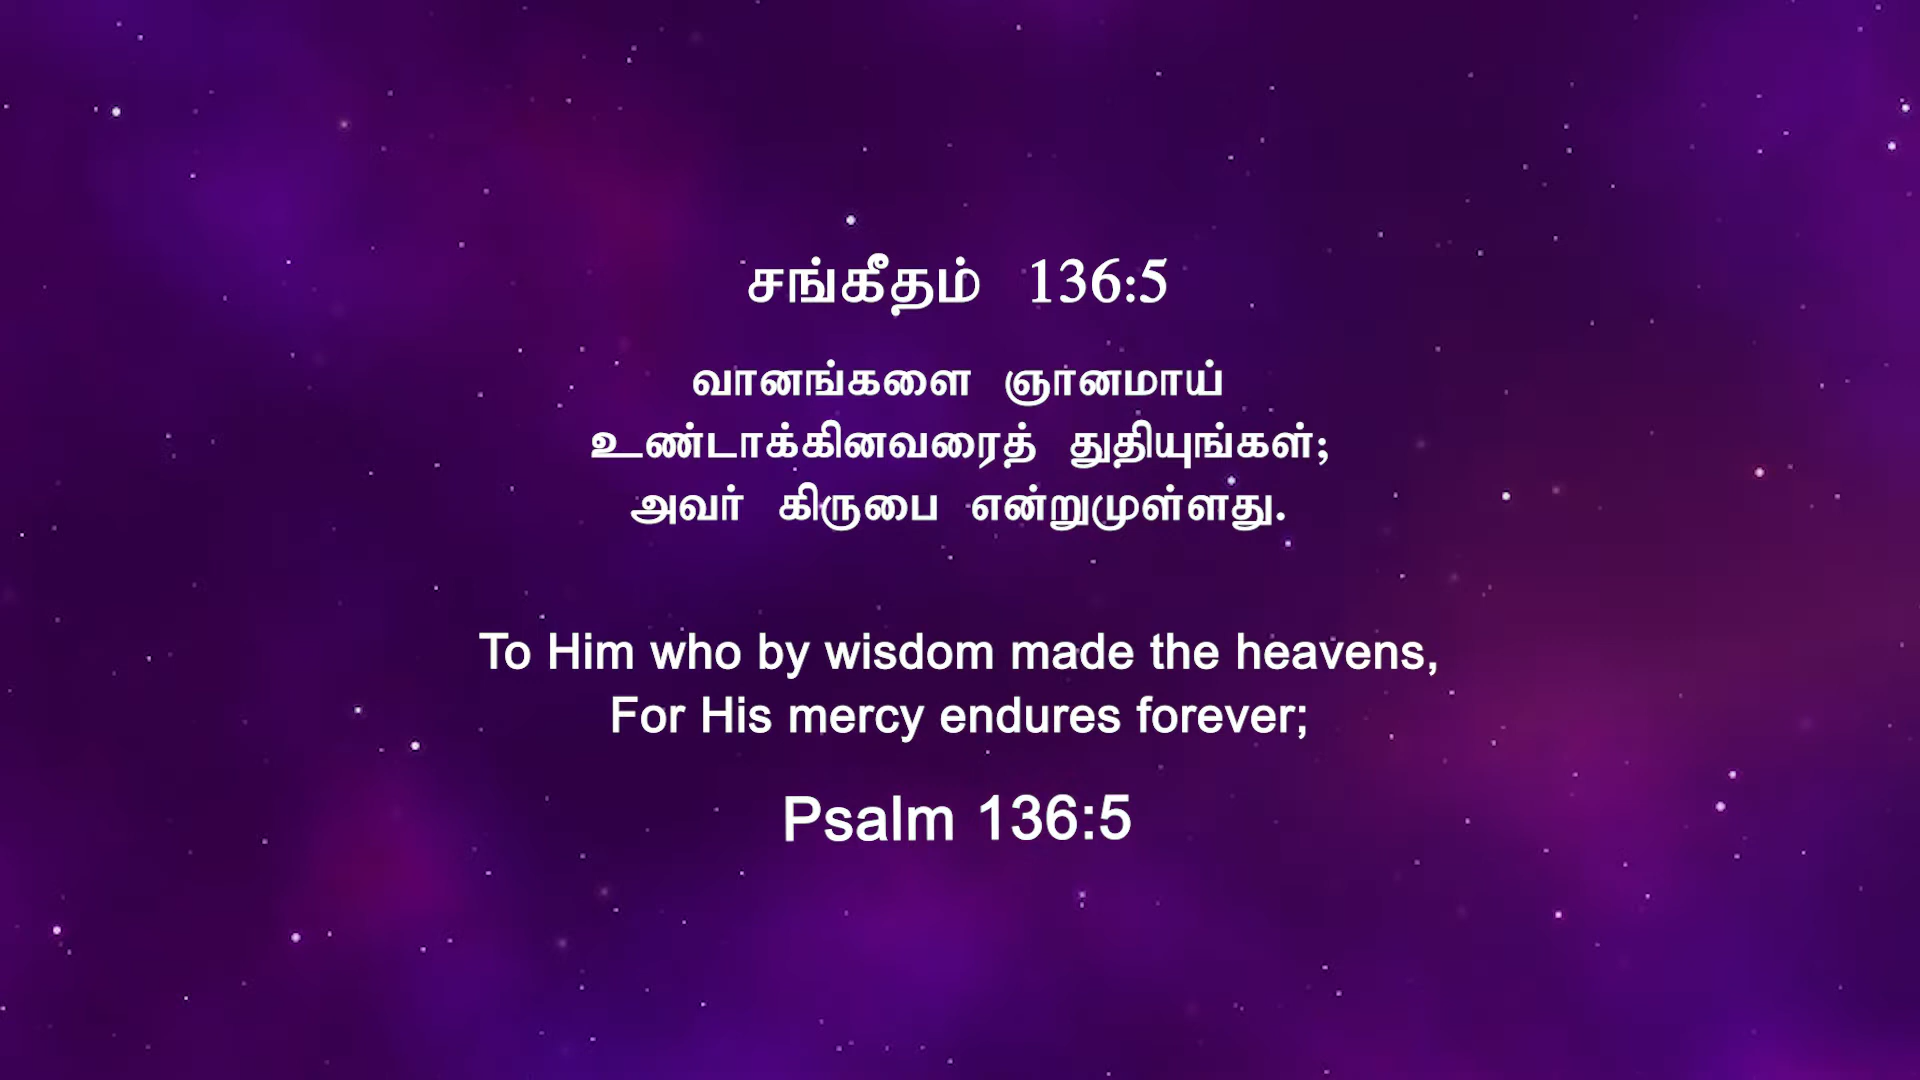 சங்கீதம் 136:5
வானங்களை ஞானமாய்
உண்டாக்கினவரைத் துதியுங்கள்;
அவர் கிருபை என்றுமுள்ளது.
To Him who by wisdom made the heavens,
For His mercy endures forever;
Psalm 136:5